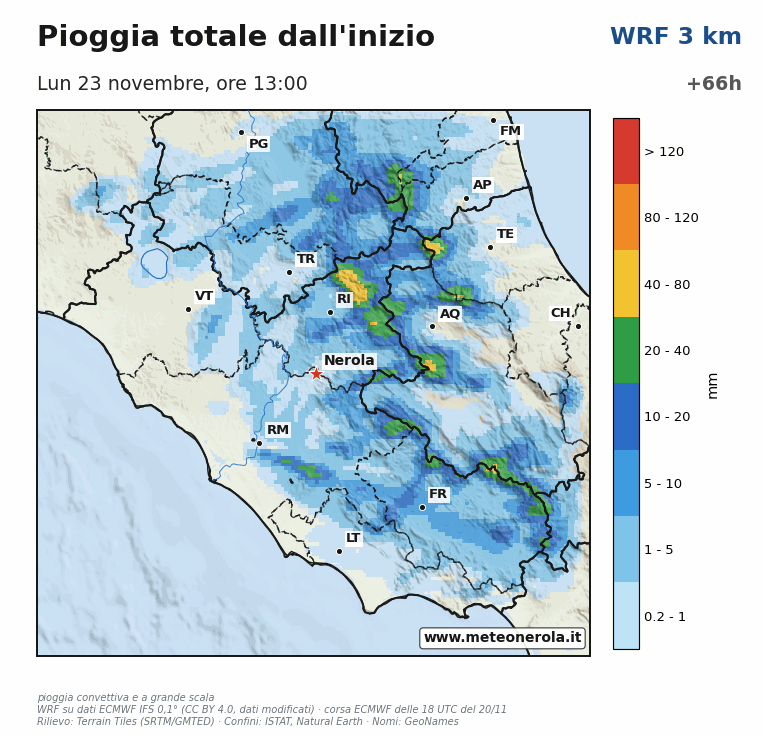 Pioggia totale dall'inizio
WRF 3 km
Lun 23 novembre, ore 13:00
+66h
FM
PG
AP
TE
TR
VT
RI
AQ
CH
Nerola
RM
FR
LT
www.meteonerola.it
> 120
80 - 120
40 - 80
20 - 40
10 - 20
5 - 10
1 - 5
0.2 - 1
mm
pioggia convettiva e a grande scala
WRF su dati ECMWF IFS 0,1° (CC BY 4.0, dati modificati) · corsa ECMWF delle 18 UTC del 20/11
Rilievo: Terrain Tiles (SRTM/GMTED) · Confini: ISTAT, Natural Earth · Nomi: GeoNames